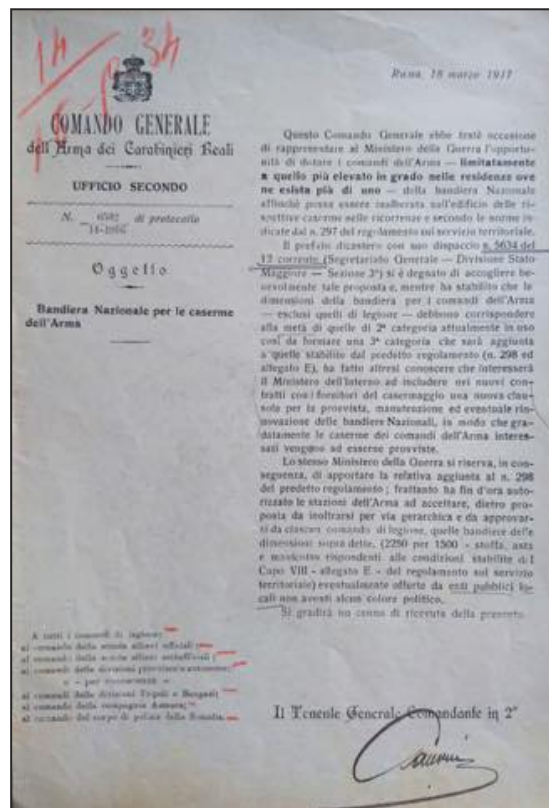 14
34
COMANDO GENERALE
dell'Arma dei Carabinieri Reali
UFFICIO SECONDO
N. di protocollo
Oggetto
Bandiera Nazionale per le caserme
dell'Arma
Roma, 18 marzo 1911
Questo Comando Generale ebbe testè occasione
di rappresentare al Ministero della Guerra l'opportu-
nità di dotare i comandi dell'Arma — limitatamente
a quello più elevato in grado nelle residenze ove
ne esista più di uno — della bandiera Nazionale
affinchè possa essere inalberata sull'edificio delle ri-
spettive caserme nelle ricorrenze e secondo le norme in-
dicate dal n. 297 del regolamento sul servizio territoriale.
Il prefato dicastero con suo dispaccio n. 5634 del
12 corrente (Segretariato Generale — Divisione Stato
Maggiore — Sezione 3ª) si è degnato di accogliere be-
nevolmente tale proposta e, mentre ha stabilito che le
dimensioni della bandiera per i comandi dell'Arma
— esclusi quelli di legione — debbono corrispondere
alla metà di quelle di 2ª categoria attualmente in uso
così da formare una 3ª categoria che sarà aggiunta
a quelle stabilite dal predetto regolamento (n. 298 ed
allegato E), ha fatto altresì conoscere che interesserà
il Ministero dell'Interno ad includere nei nuovi con-
tratti con i fornitori del casermaggio una nuova clau-
sola per la provvista, manutenzione ed eventuale rin-
novazione delle bandiere Nazionali, in modo che gra-
datamente le caserme dei comandi dell'Arma interes-
sati vengano ad esserne provviste.
Lo stesso Ministero della Guerra si riserva, in con-
seguenza, di apportare la relativa aggiunta al n. 298
del predetto regolamento; frattanto ha fin d'ora auto-
rizzato le stazioni dell'Arma ad accettare, dietro pro-
posta da inoltrarsi per via gerarchica e da approvar-
si da ciascun comando di legione, quelle bandiere delle
dimensioni sopra dette, (2250 per 1500 - stoffa, asta
e manicotto rispondenti alle condizioni stabilite dal
Capo VIII - allegato E - del regolamento sul servizio
territoriale) eventualmente offerte da enti pubblici lo-
cali non aventi alcun colore politico.
Si gradirà un cenno di ricevuta della presente.
A tutti i comandi di legione;
al comando della scuola allievi ufficiali;
al comando della scuola allievi sottufficiali;
ai comandi delle divisioni
« - per conoscenza -
ai comandi delle divisioni Tripoli e Bengasi;
al comando della compagnia Asmara;
al comando del corpo di polizia della Somalia.
Il Tenente Generale Comandante in 2°